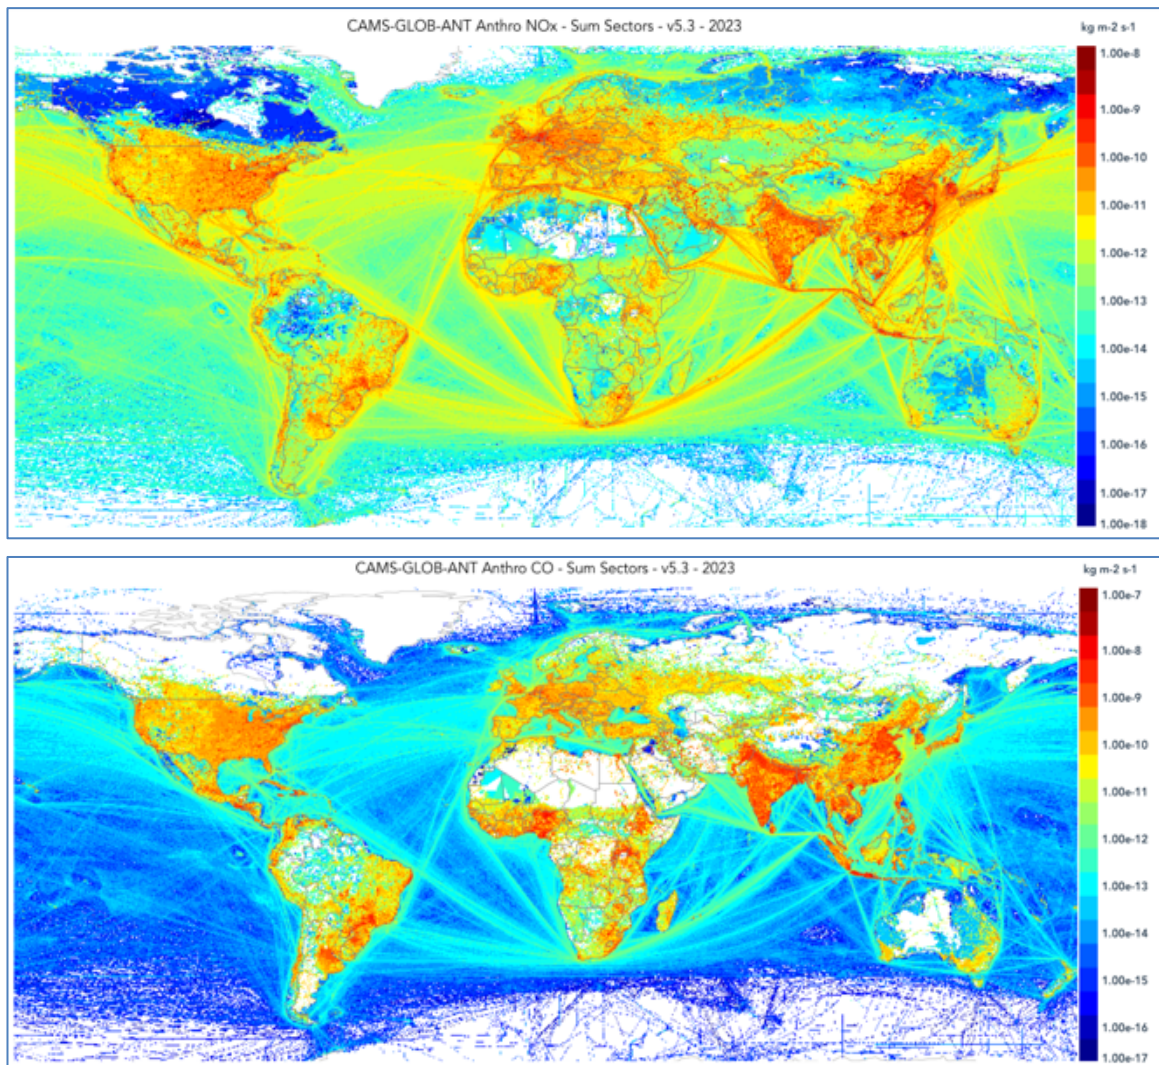 CAMS-GLOB-ANT Anthro NOx - Sum Sectors - v5.3 - 2023
kg m-2 s-1
1.00e-8
1.00e-9
1.00e-10
1.00e-11
1.00e-12
1.00e-13
1.00e-14
1.00e-15
1.00e-16
1.00e-17
1.00e-18
CAMS-GLOB-ANT Anthro CO - Sum Sectors - v5.3 - 2023
kg m-2 s-1
1.00e-7
1.00e-8
1.00e-9
1.00e-10
1.00e-11
1.00e-12
1.00e-13
1.00e-14
1.00e-15
1.00e-16
1.00e-17